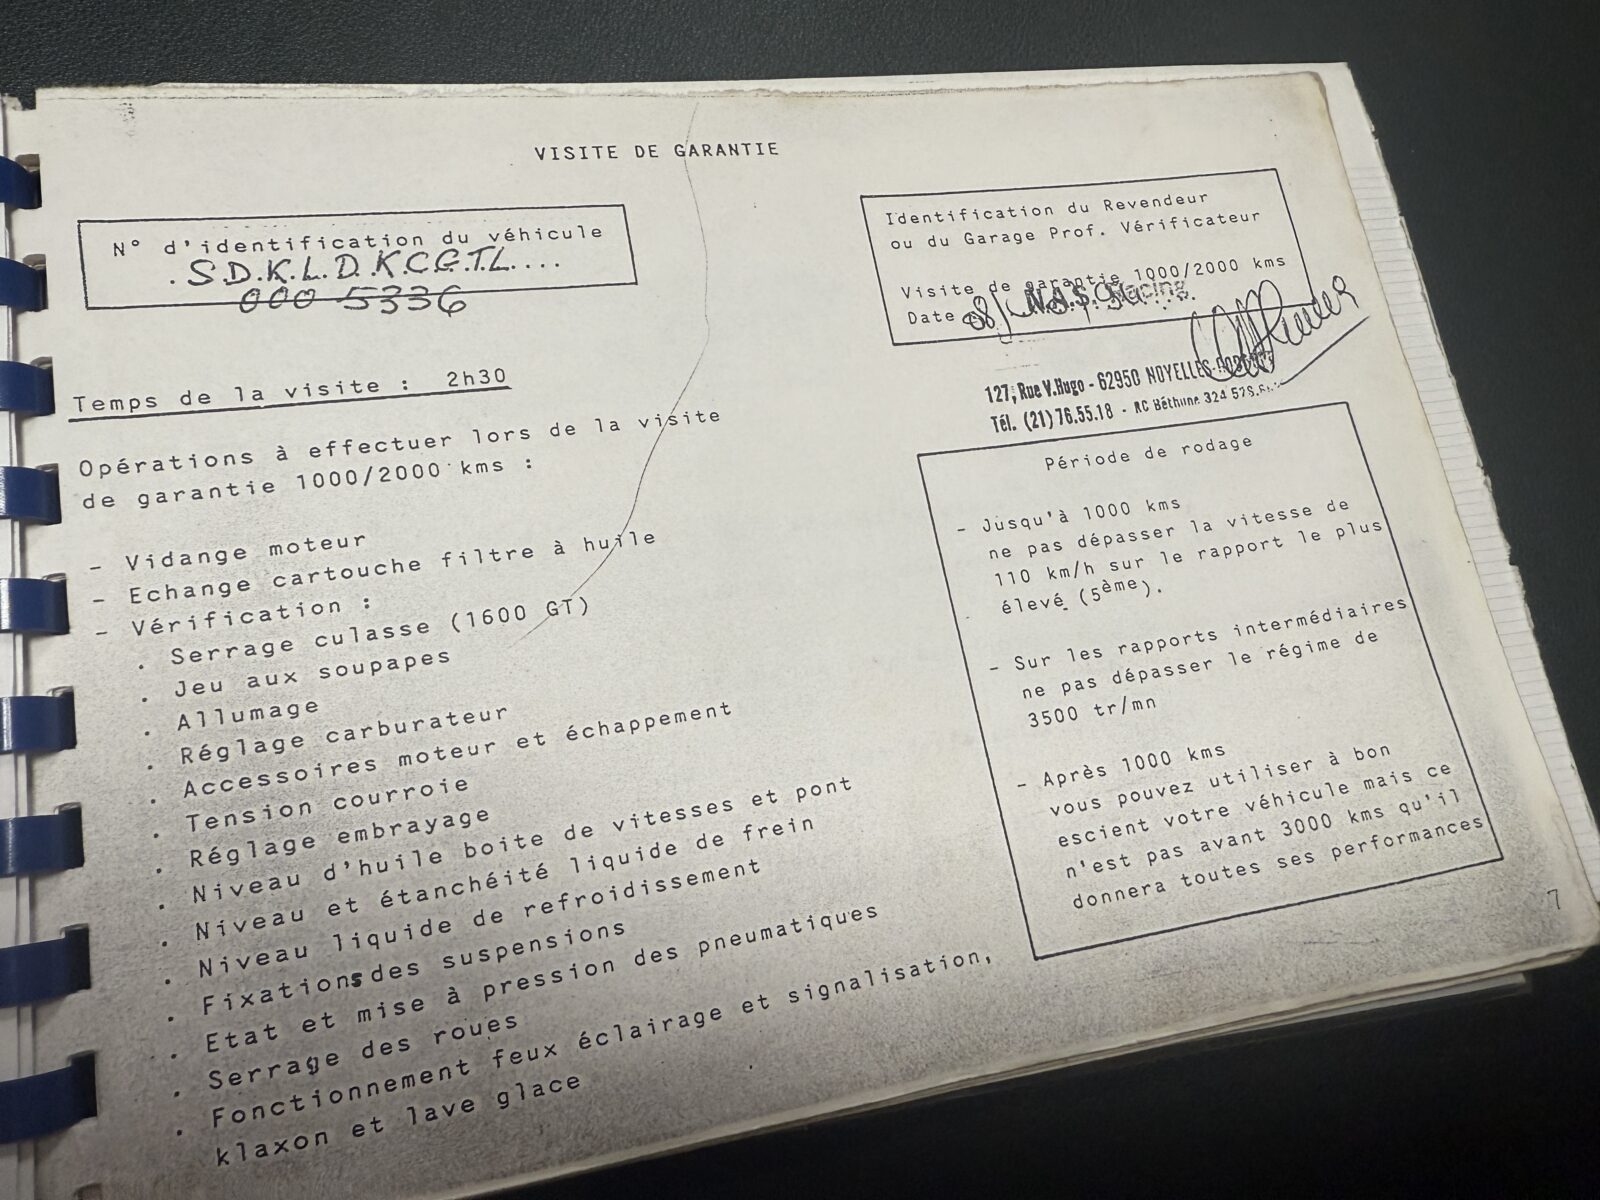 VISITE DE GARANTIE
N° d'identification du véhicule
.S.D.K.L.D.K.C.G.T.L....
000 5336
Identification du Revendeur
ou du Garage Prof. Vérificateur
Visite de garantie 1000/2000 kms
Date
N.A.S. Racing
127, Rue V.Hugo - 62950 NOYELLES
Tél. (21) 76.55.18 - RC Béthune 324 578
Temps de la visite : 2h30
Opérations à effectuer lors de la visite
de garantie 1000/2000 kms :
- Vidange moteur
- Echange cartouche filtre à huile
- Vérification :
. Serrage culasse (1600 GT)
. Jeu aux soupapes
. Allumage
. Réglage carburateur
. Accessoires moteur et échappement
. Tension courroie
. Réglage embrayage
. Niveau d'huile boite de vitesses et pont
. Niveau et étanchéité liquide de frein
. Niveau liquide de refroidissement
. Fixations des suspensions
. Etat et mise à pression des pneumatiques
. Serrage des roues
. Fonctionnement feux éclairage et signalisation,
klaxon et lave glace
Période de rodage
- Jusqu'à 1000 kms
ne pas dépasser la vitesse de
110 km/h sur le rapport le plus
élevé (5ème).
- Sur les rapports intermédiaires
ne pas dépasser le régime de
3500 tr/mn
- Après 1000 kms
vous pouvez utiliser à bon
escient votre véhicule mais ce
n'est pas avant 3000 kms qu'il
donnera toutes ses performances
7